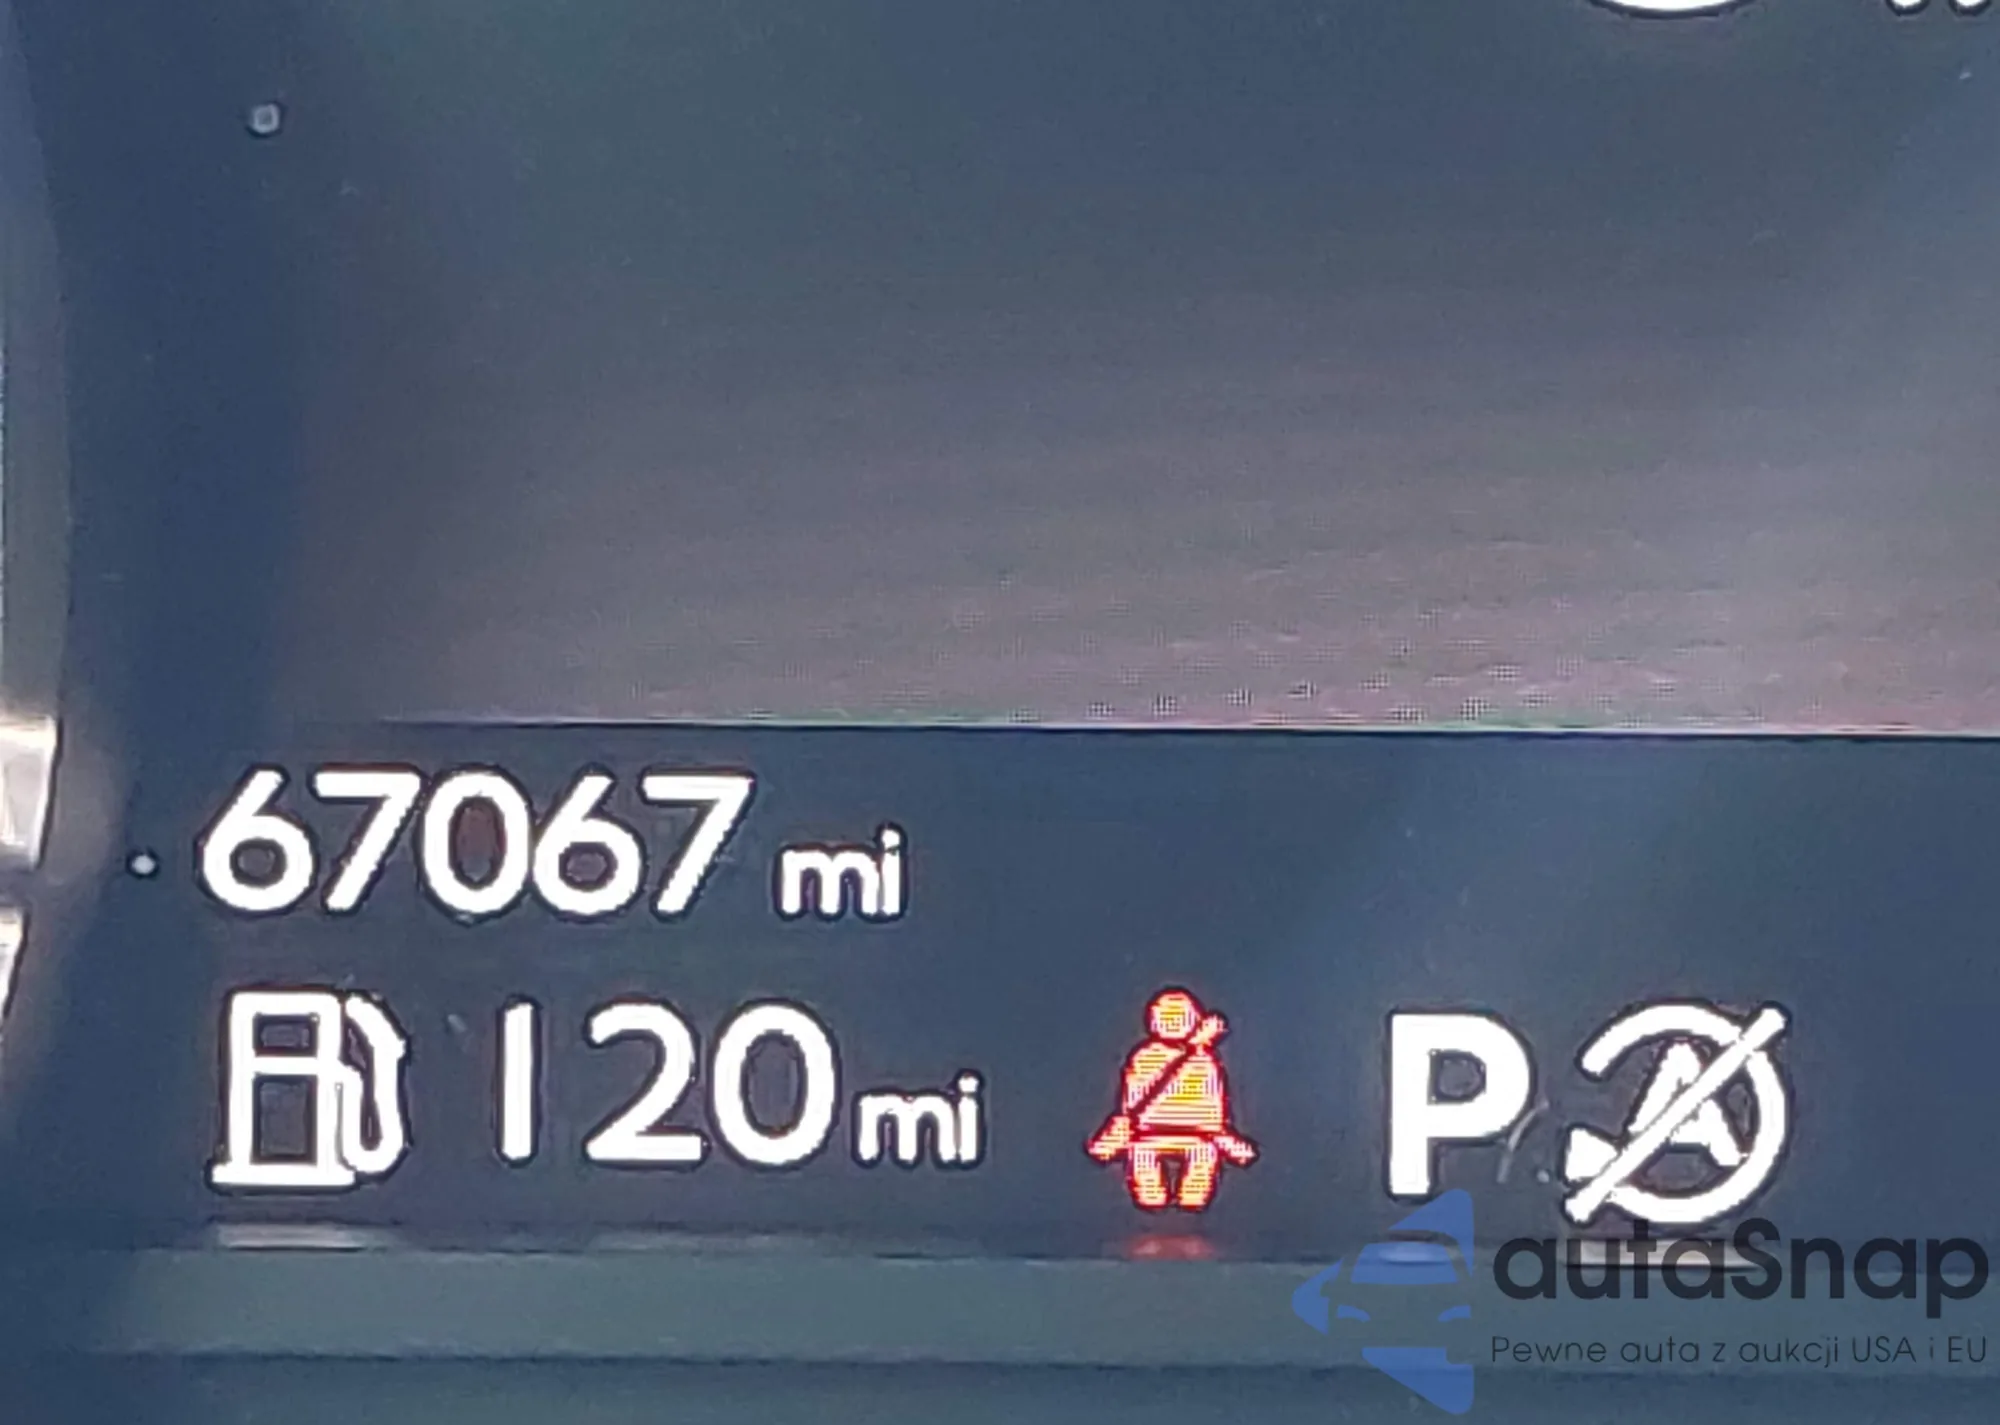 67067 mi
120 mi P A
autaSnap
Pewne auta z aukcji USA i EU